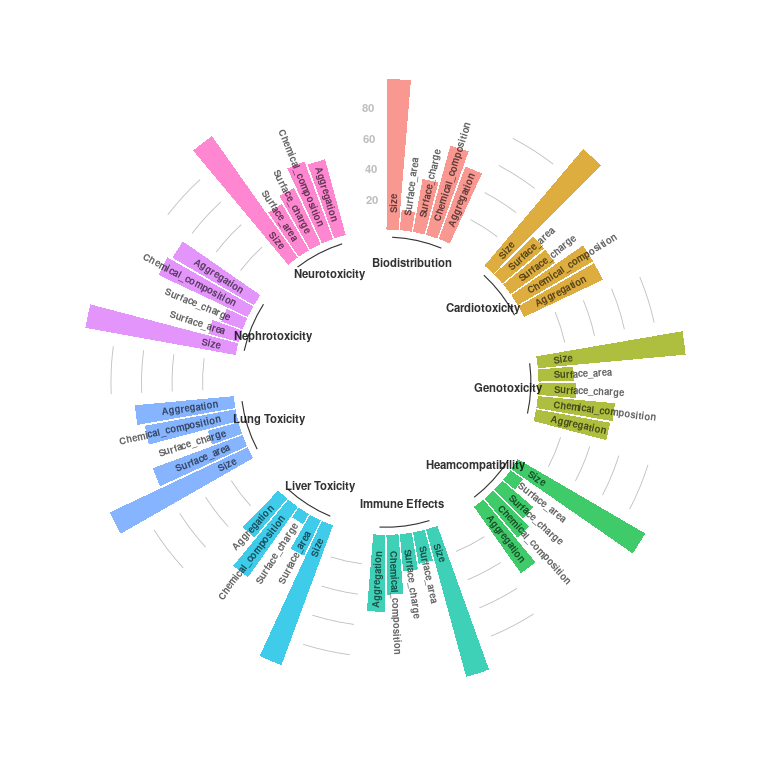 80
60
40
20
Size
Surface_area
Surface_charge
Chemical_composition
Aggregation
Biodistribution
Size
Surface_area
Surface_charge
Chemical_composition
Aggregation
Cardiotoxicity
Size
Surface_area
Surface_charge
Chemical_composition
Aggregation
Genotoxicity
Size
Surface_area
Surface_charge
Chemical_composition
Aggregation
Heamcompatibility
Size
Surface_area
Surface_charge
Chemical_composition
Aggregation
Immune Effects
Size
Surface_area
Surface_charge
Chemical_composition
Aggregation
Liver Toxicity
Size
Surface_area
Surface_charge
Chemical_composition
Aggregation
Lung Toxicity
Size
Surface_area
Surface_charge
Chemical_composition
Aggregation
Nephrotoxicity
Size
Surface_area
Surface_charge
Chemical_composition
Aggregation
Neurotoxicity